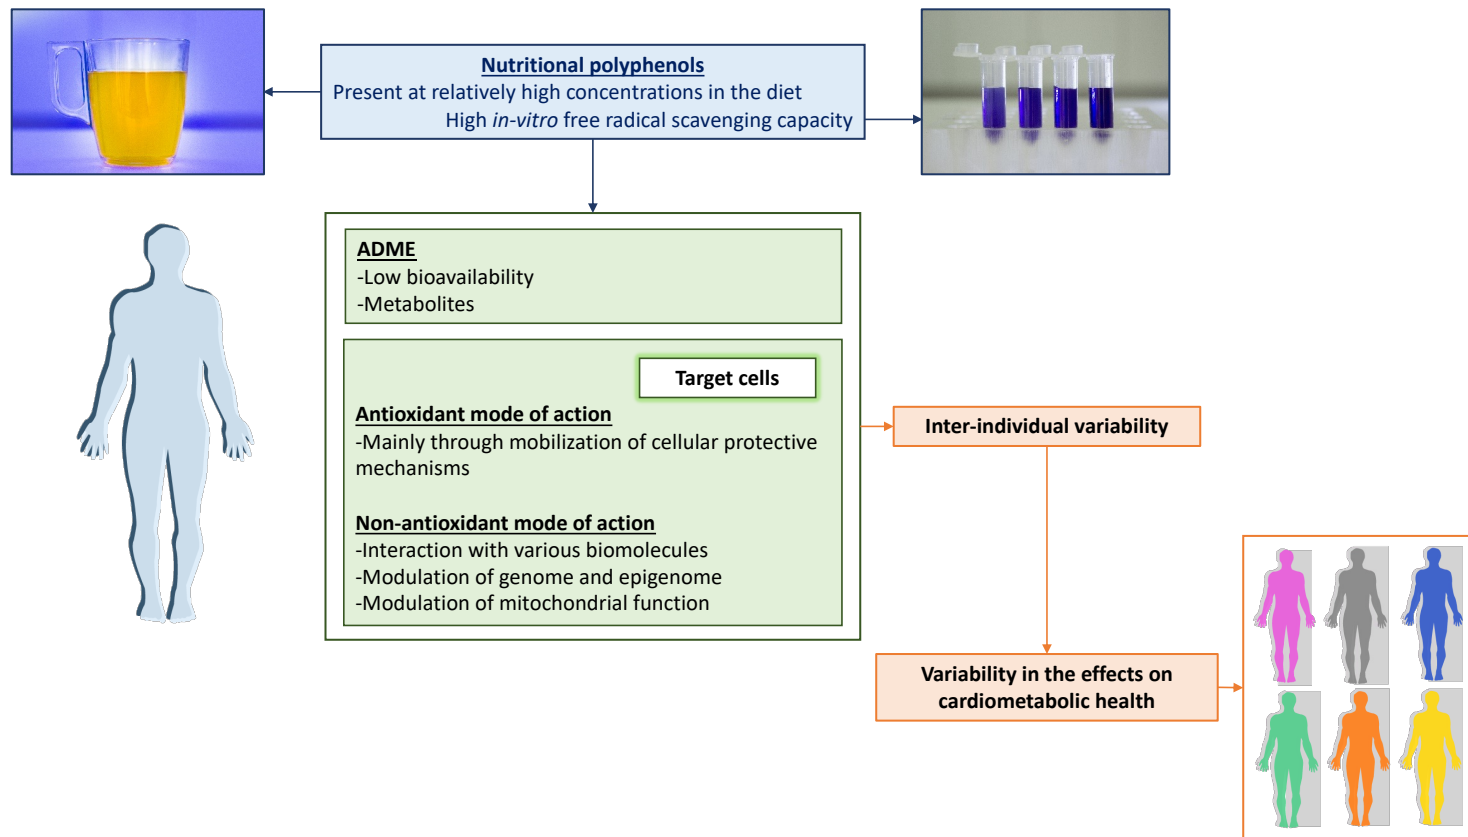 Nutritional polyphenols
Present at relatively high concentrations in the diet
High in-vitro free radical scavenging capacity
ADME
-Low bioavailability
-Metabolites
Target cells
Antioxidant mode of action
-Mainly through mobilization of cellular protective
mechanisms
Non-antioxidant mode of action
-Interaction with various biomolecules
-Modulation of genome and epigenome
-Modulation of mitochondrial function
Inter-individual variability
Variability in the effects on
cardiometabolic health